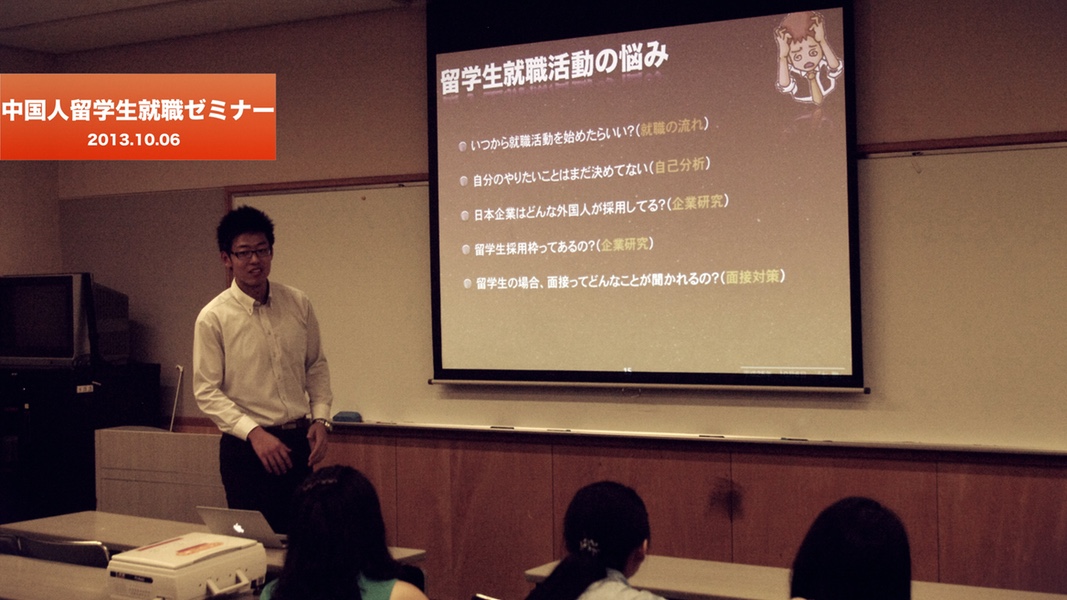 中国人留学生就職ゼミナー
2013.10.06
留学生就職活動の悩み
いつから就職活動を始めたらいい?(就職の流れ)
自分のやりたいことはまだ決めてない(自己分析)
日本企業はどんな外国人が採用してる?(企業研究)
留学生採用枠ってあるの?(企業研究)
留学生の場合、面接ってどんなことが聞かれるの?(面接対策)
15